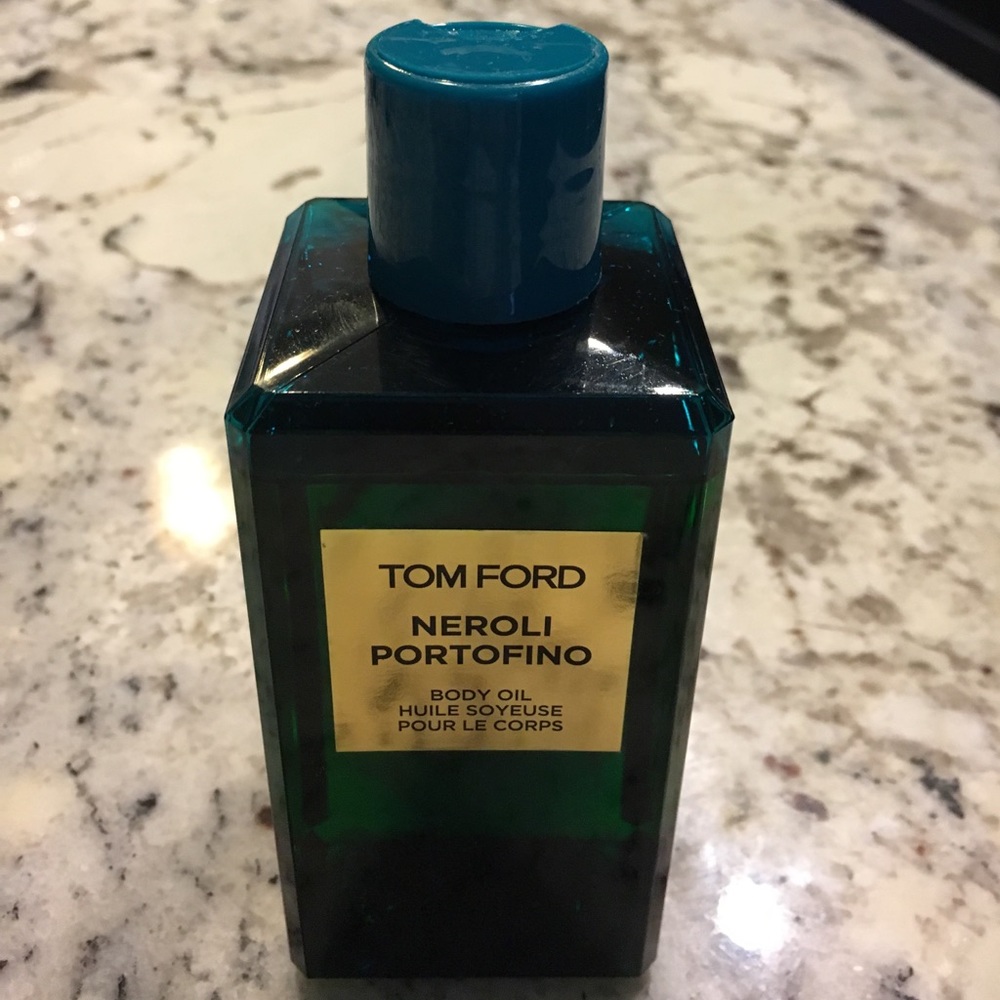 TOM FORD
NEROLI
PORTOFINO
BODY OIL
HUILE SOYEUSE
POUR LE CORPS